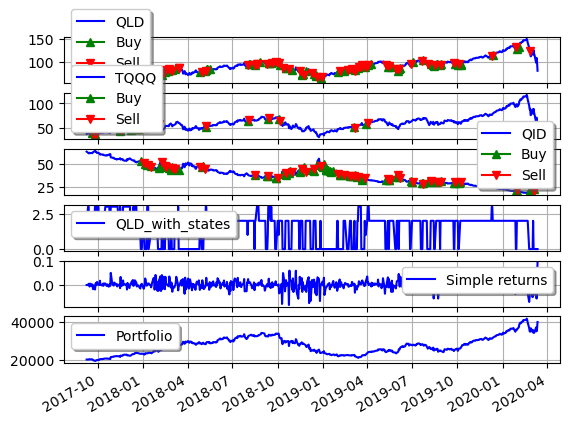 QLD
Buy
Sell
150
100
TQQQ
Buy
Sell
100
50
QID
Buy
Sell
50
25
QLD_with_states
2.5
0.0
Simple returns
0.1
0.0
Portfolio
40000
20000
2017-10
2018-01
2018-04
2018-07
2018-10
2019-01
2019-04
2019-07
2019-10
2020-01
2020-04